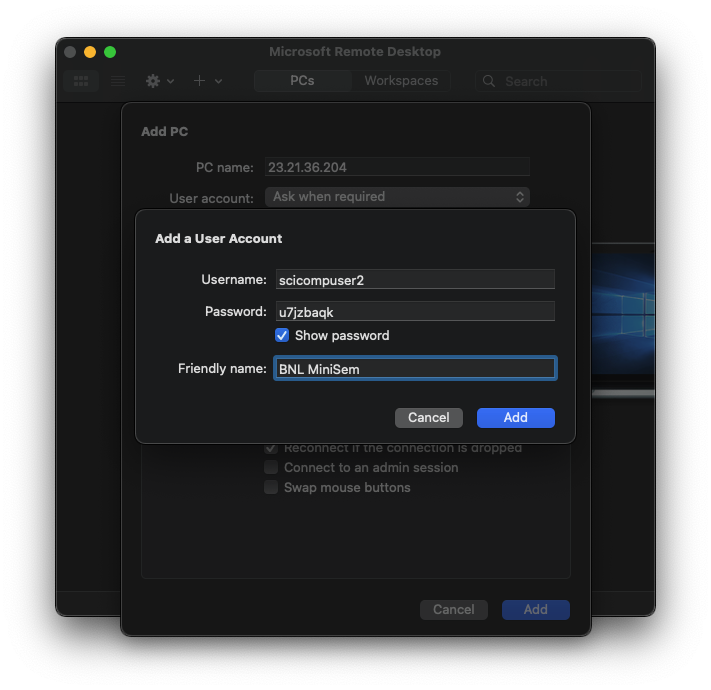 Microsoft Remote Desktop
PCs Workspaces Search
Add PC
PC name: 23.21.36.204
User account: Ask when required
Add a User Account
Username: scicompuser2
Password: u7jzbaqk
Show password
Friendly name: BNL MiniSem
Cancel Add
Reconnect if the connection is dropped
Connect to an admin session
Swap mouse buttons
Cancel Add